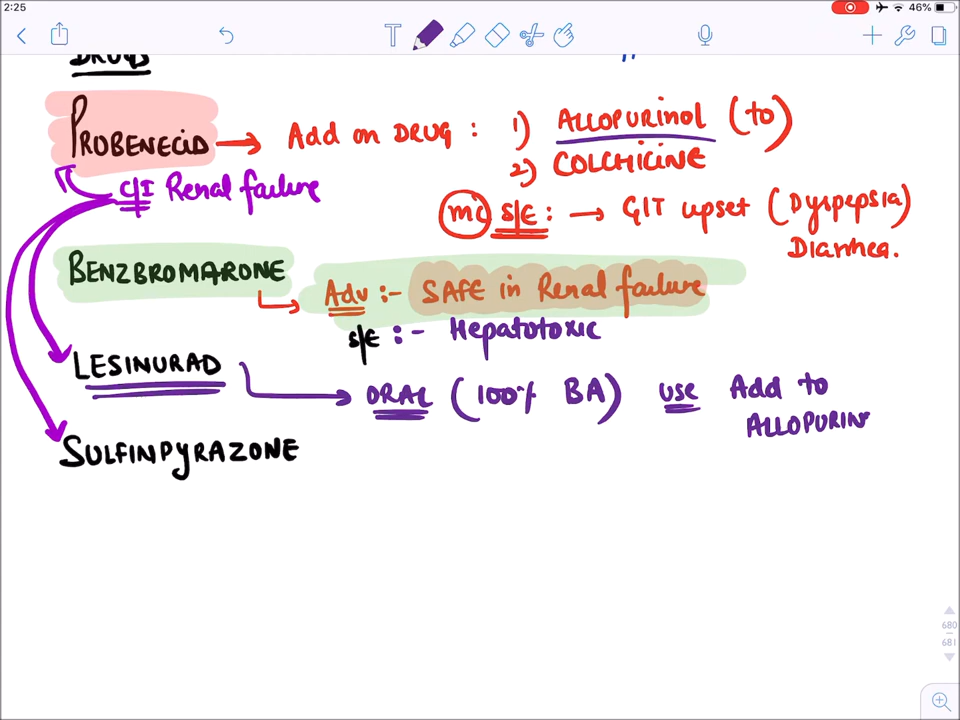 2:25
46%
T
DRUGS
PROBENECID → Add on DRUG : 1) ALLOPURINOL (to)
2) COLCHICINE
C/I Renal failure
mc S/E : → GIT upset (Dyspepsia)
Diarrhea.
BENZBROMARONE
Adv :- SAFE in Renal failure
S/E :- Hepatotoxic
LESINURAD
ORAL (100% BA) use Add to
ALLOPURIN
SULFINPYRAZONE
680
681